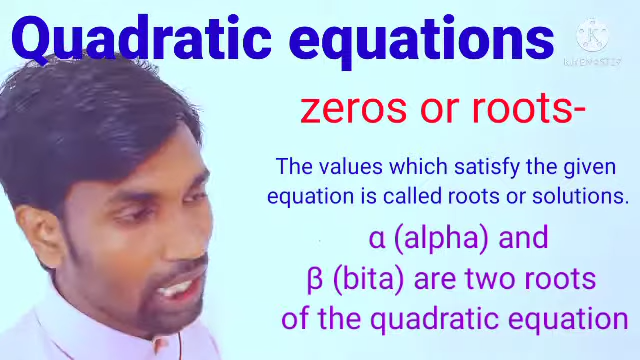 Quadratic equations
KINEMASTER
zeros or roots-
The values which satisfy the given
equation is called roots or solutions.
α (alpha) and
β (bita) are two roots
of the quadratic equation